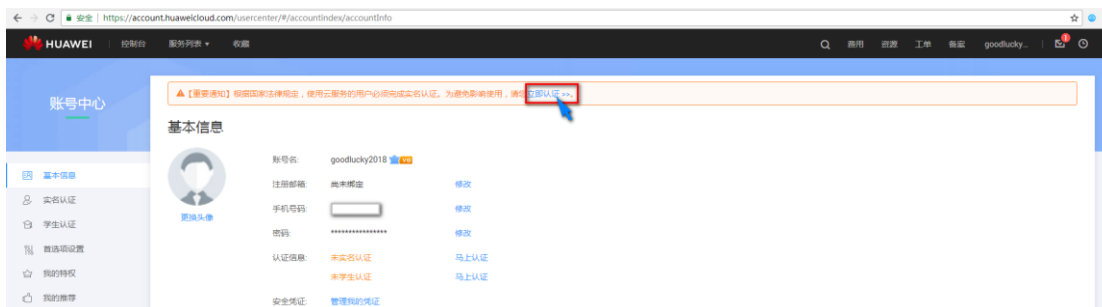 安全 | https://account.huaweicloud.com/usercenter/#/accountindex/accountInfo
HUAWEI | 控制台 服务列表 收藏 费用 资源 工单 备案 goodlucky... 1
账号中心
【重要通知】根据国家法律规定，使用云服务的用户必须完成实名认证。为避免影响使用，请您立即认证 >>。
基本信息
账号名: goodlucky2018 V0
基本信息
注册邮箱: 尚未绑定 修改
实名认证
更换头像
手机号码: 修改
学生认证
密码: **************** 修改
首选项设置
认证信息: 未实名认证 马上认证
我的特权
未学生认证 马上认证
我的推荐
安全凭证: 管理我的凭证